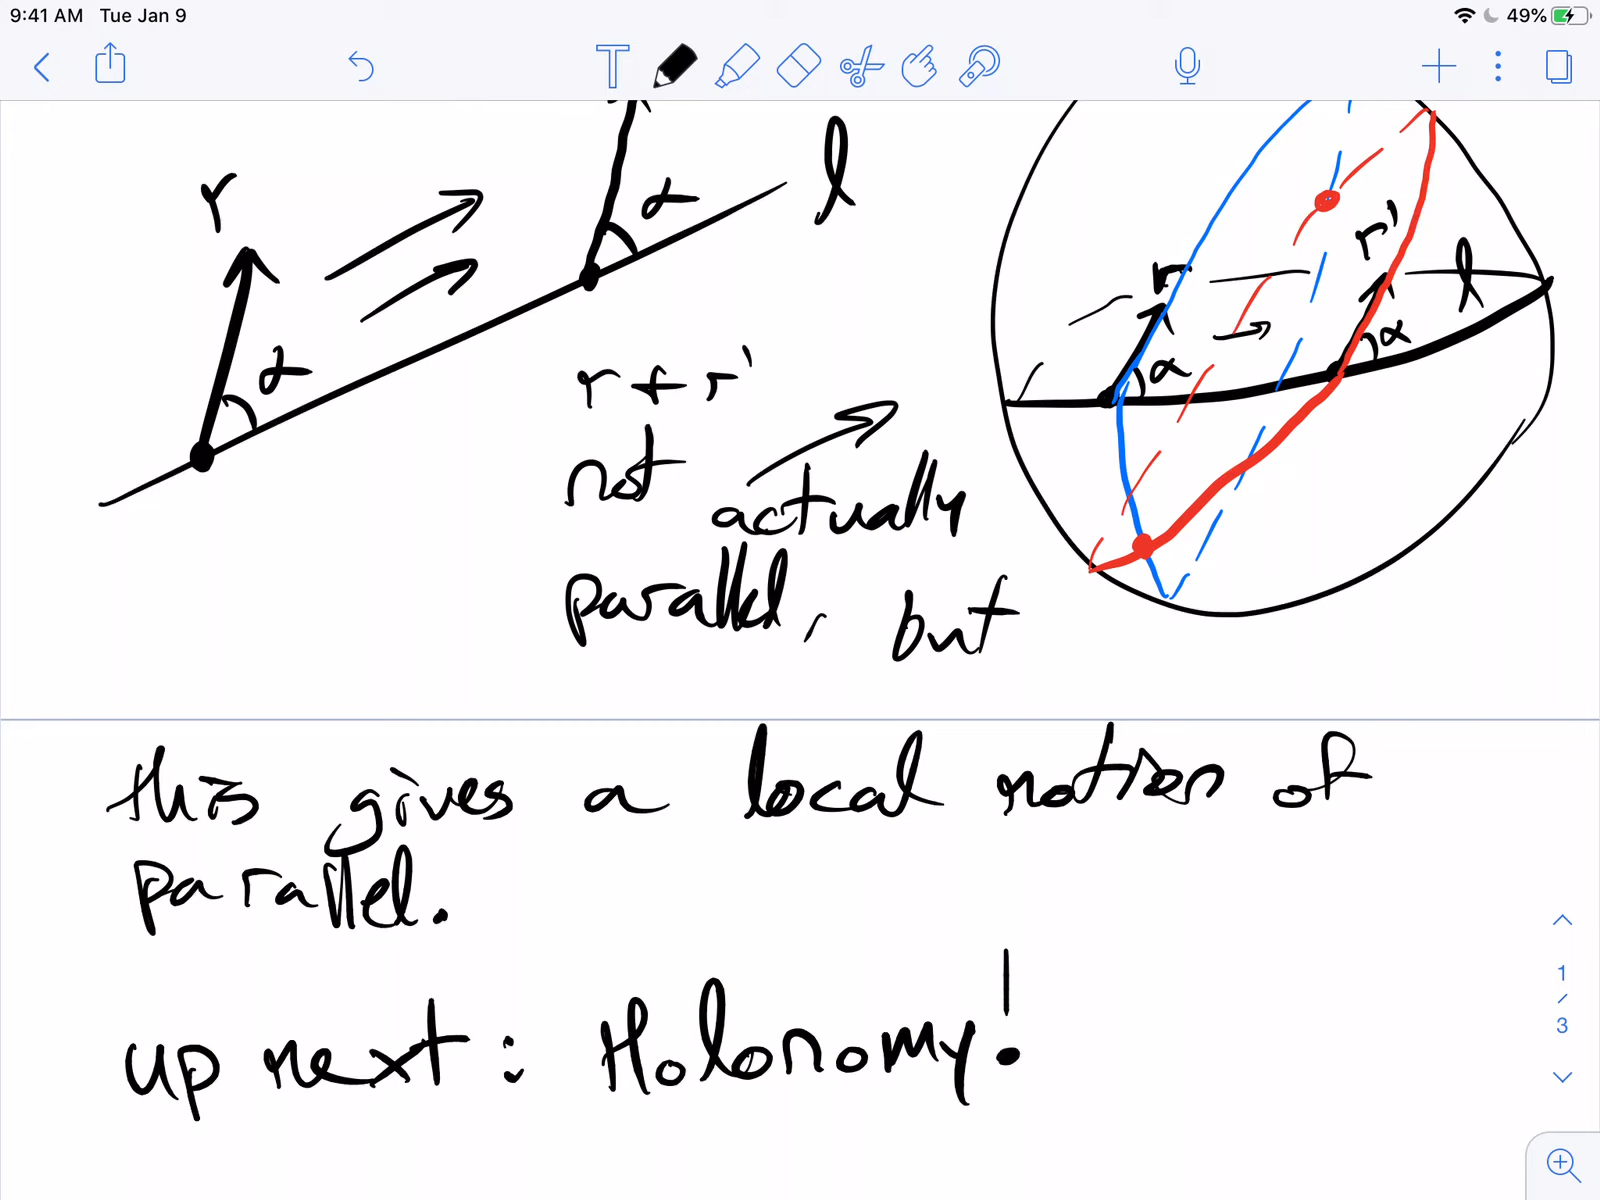 9:41 AM Tue Jan 9
49%
T
r
α
α
l
r + r'
not actually
parallel, but
r
α
r'
α
l
this gives a local notion of
parallel.
up next: Holonomy!
1
/
3